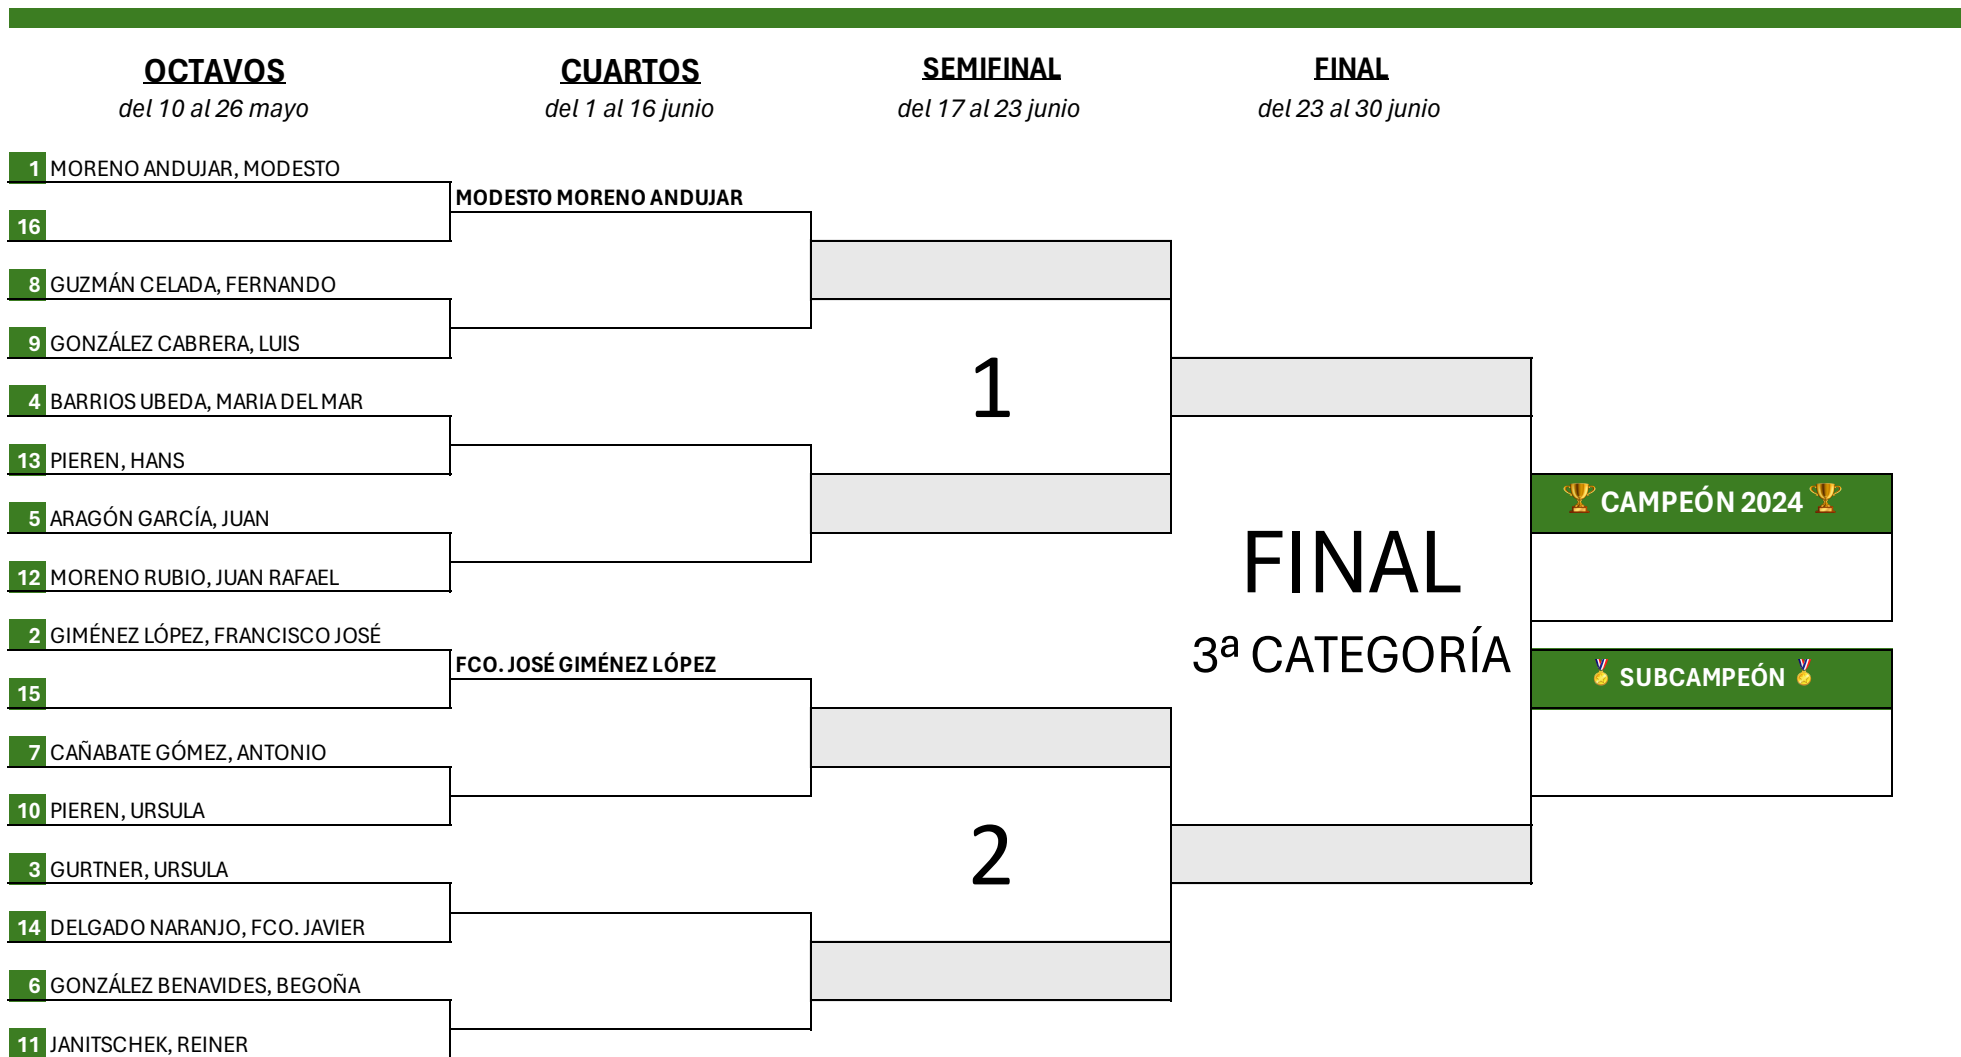 OCTAVOS
del 10 al 26 mayo
CUARTOS
del 1 al 16 junio
SEMIFINAL
del 17 al 23 junio
FINAL
del 23 al 30 junio
1 MORENO ANDUJAR, MODESTO
16
8 GUZMÁN CELADA, FERNANDO
9 GONZÁLEZ CABRERA, LUIS
4 BARRIOS UBEDA, MARIA DEL MAR
13 PIEREN, HANS
5 ARAGÓN GARCÍA, JUAN
12 MORENO RUBIO, JUAN RAFAEL
2 GIMÉNEZ LÓPEZ, FRANCISCO JOSÉ
15
7 CAÑABATE GÓMEZ, ANTONIO
10 PIEREN, URSULA
3 GURTNER, URSULA
14 DELGADO NARANJO, FCO. JAVIER
6 GONZÁLEZ BENAVIDES, BEGOÑA
11 JANITSCHEK, REINER
MODESTO MORENO ANDUJAR
FCO. JOSÉ GIMÉNEZ LÓPEZ
1
2
FINAL
3ª CATEGORÍA
🏆 CAMPEÓN 2024 🏆
🏅 SUBCAMPEÓN 🏅